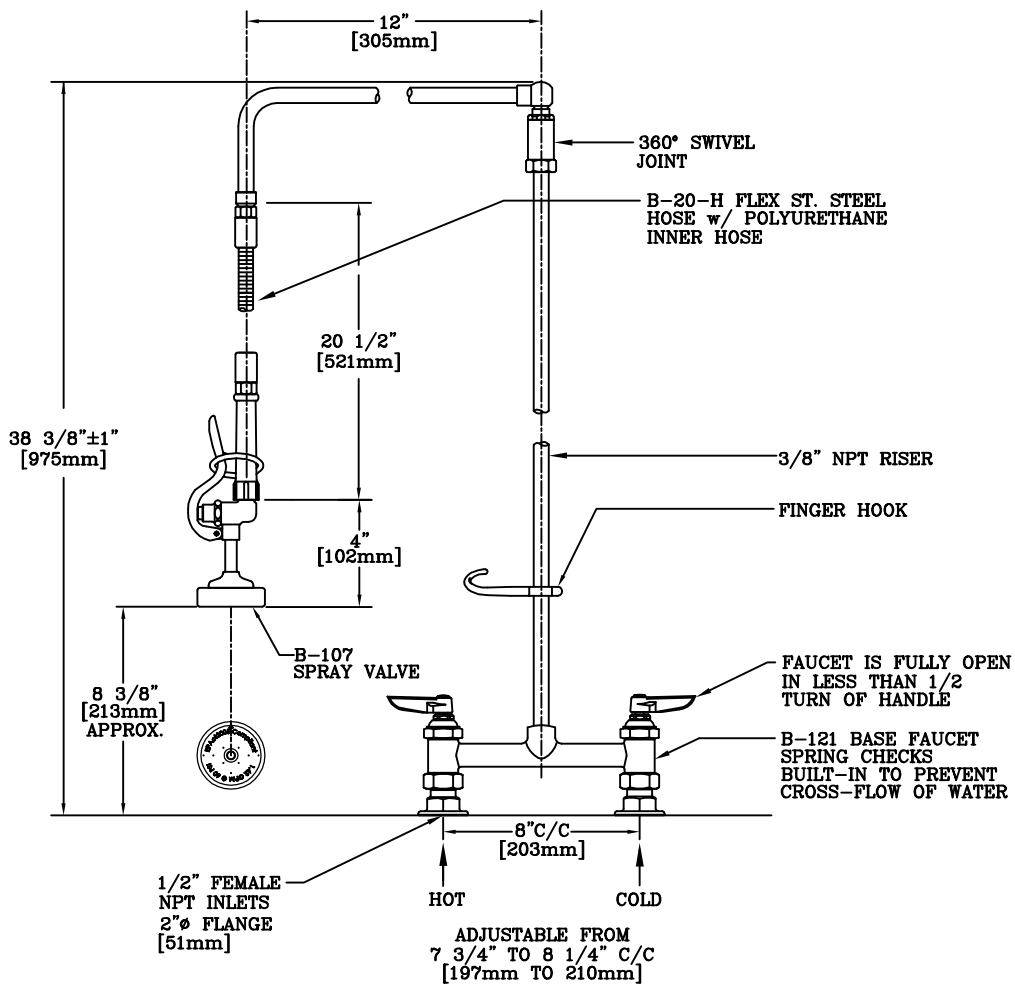 12"
[305mm]
360° SWIVEL
JOINT
B-20-H FLEX ST. STEEL
HOSE w/ POLYURETHANE
INNER HOSE
20 1/2"
[521mm]
38 3/8"±1"
[975mm]
3/8" NPT RISER
FINGER HOOK
4"
[102mm]
B-107
SPRAY VALVE
FAUCET IS FULLY OPEN
IN LESS THAN 1/2
TURN OF HANDLE
8 3/8"
[213mm]
APPROX.
B-121 BASE FAUCET
SPRING CHECKS
BUILT-IN TO PREVENT
CROSS-FLOW OF WATER
8"C/C
[203mm]
1/2" FEMALE
NPT INLETS
2"ø FLANGE
[51mm]
HOT
COLD
ADJUSTABLE FROM
7 3/4" TO 8 1/4" C/C
[197mm TO 210mm]